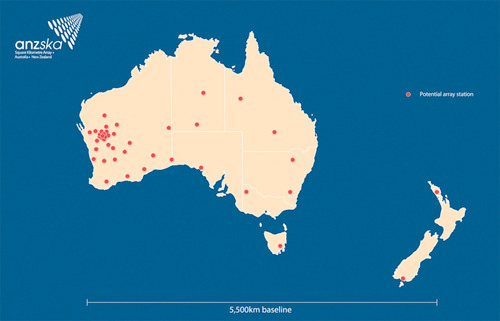 anzska
Square Kilometre Array•
Australia • New Zealand
Potential array station
5,500km baseline